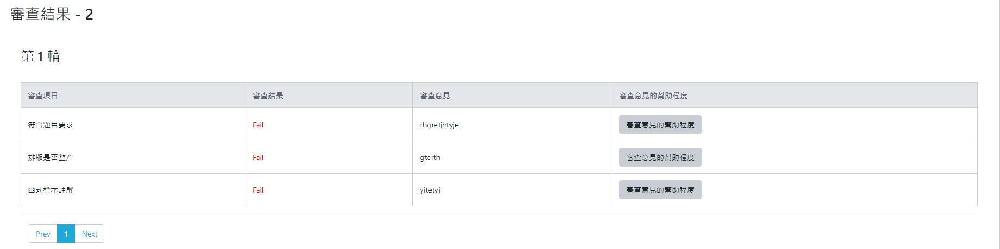 審查結果 - 2
第 1 輪
審查項目 審查結果 審查意見 審查意見的幫助程度
符合題目要求 Fail rhgretjhtyje 審查意見的幫助程度
排版是否整齊 Fail gterth 審查意見的幫助程度
函式標示註解 Fail yjtetyj 審查意見的幫助程度
Prev 1 Next